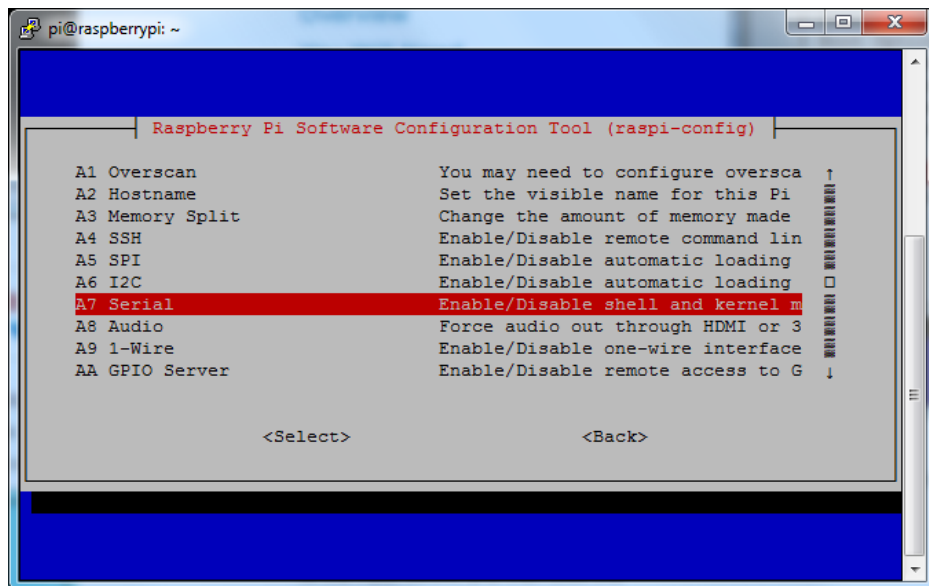 pi@raspberrypi: ~
Raspberry Pi Software Configuration Tool (raspi-config)
A1 Overscan You may need to configure oversca
A2 Hostname Set the visible name for this Pi
A3 Memory Split Change the amount of memory made
A4 SSH Enable/Disable remote command lin
A5 SPI Enable/Disable automatic loading
A6 I2C Enable/Disable automatic loading
A7 Serial Enable/Disable shell and kernel m
A8 Audio Force audio out through HDMI or 3
A9 1-Wire Enable/Disable one-wire interface
AA GPIO Server Enable/Disable remote access to G
<Select> <Back>